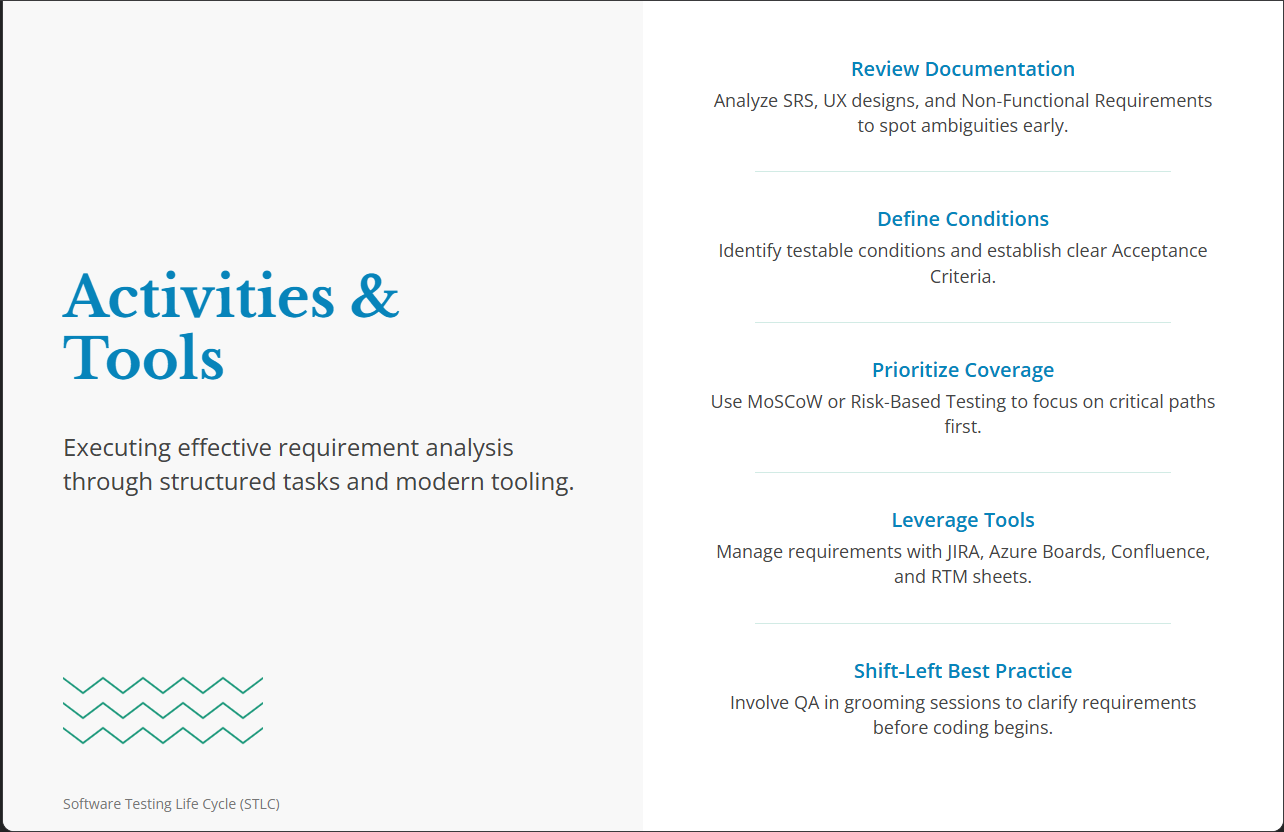 Activities &
Tools
Executing effective requirement analysis
through structured tasks and modern tooling.
Software Testing Life Cycle (STLC)
Review Documentation
Analyze SRS, UX designs, and Non-Functional Requirements
to spot ambiguities early.
Define Conditions
Identify testable conditions and establish clear Acceptance
Criteria.
Prioritize Coverage
Use MoSCoW or Risk-Based Testing to focus on critical paths
first.
Leverage Tools
Manage requirements with JIRA, Azure Boards, Confluence,
and RTM sheets.
Shift-Left Best Practice
Involve QA in grooming sessions to clarify requirements
before coding begins.